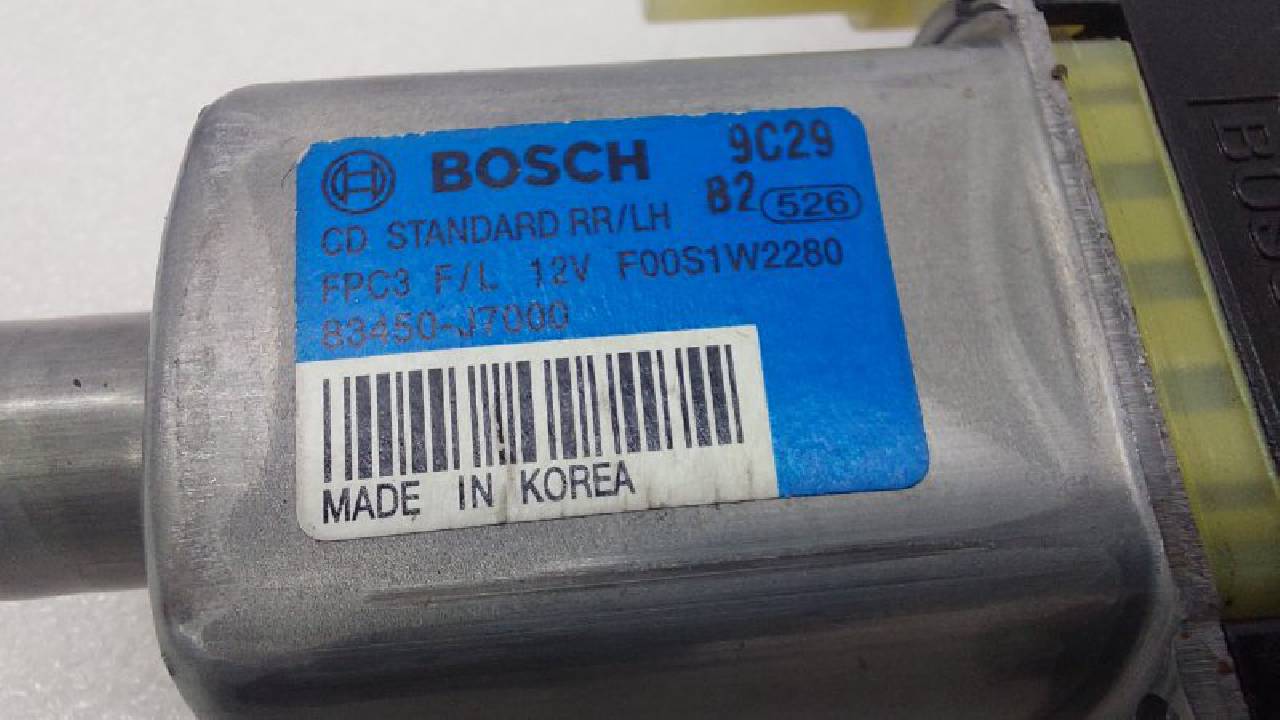 BOSCH 9C29
B2 526
CD STANDARD RR/LH
FPC3 F/L 12V F00S1W2280
83450-J7000
MADE IN KOREA